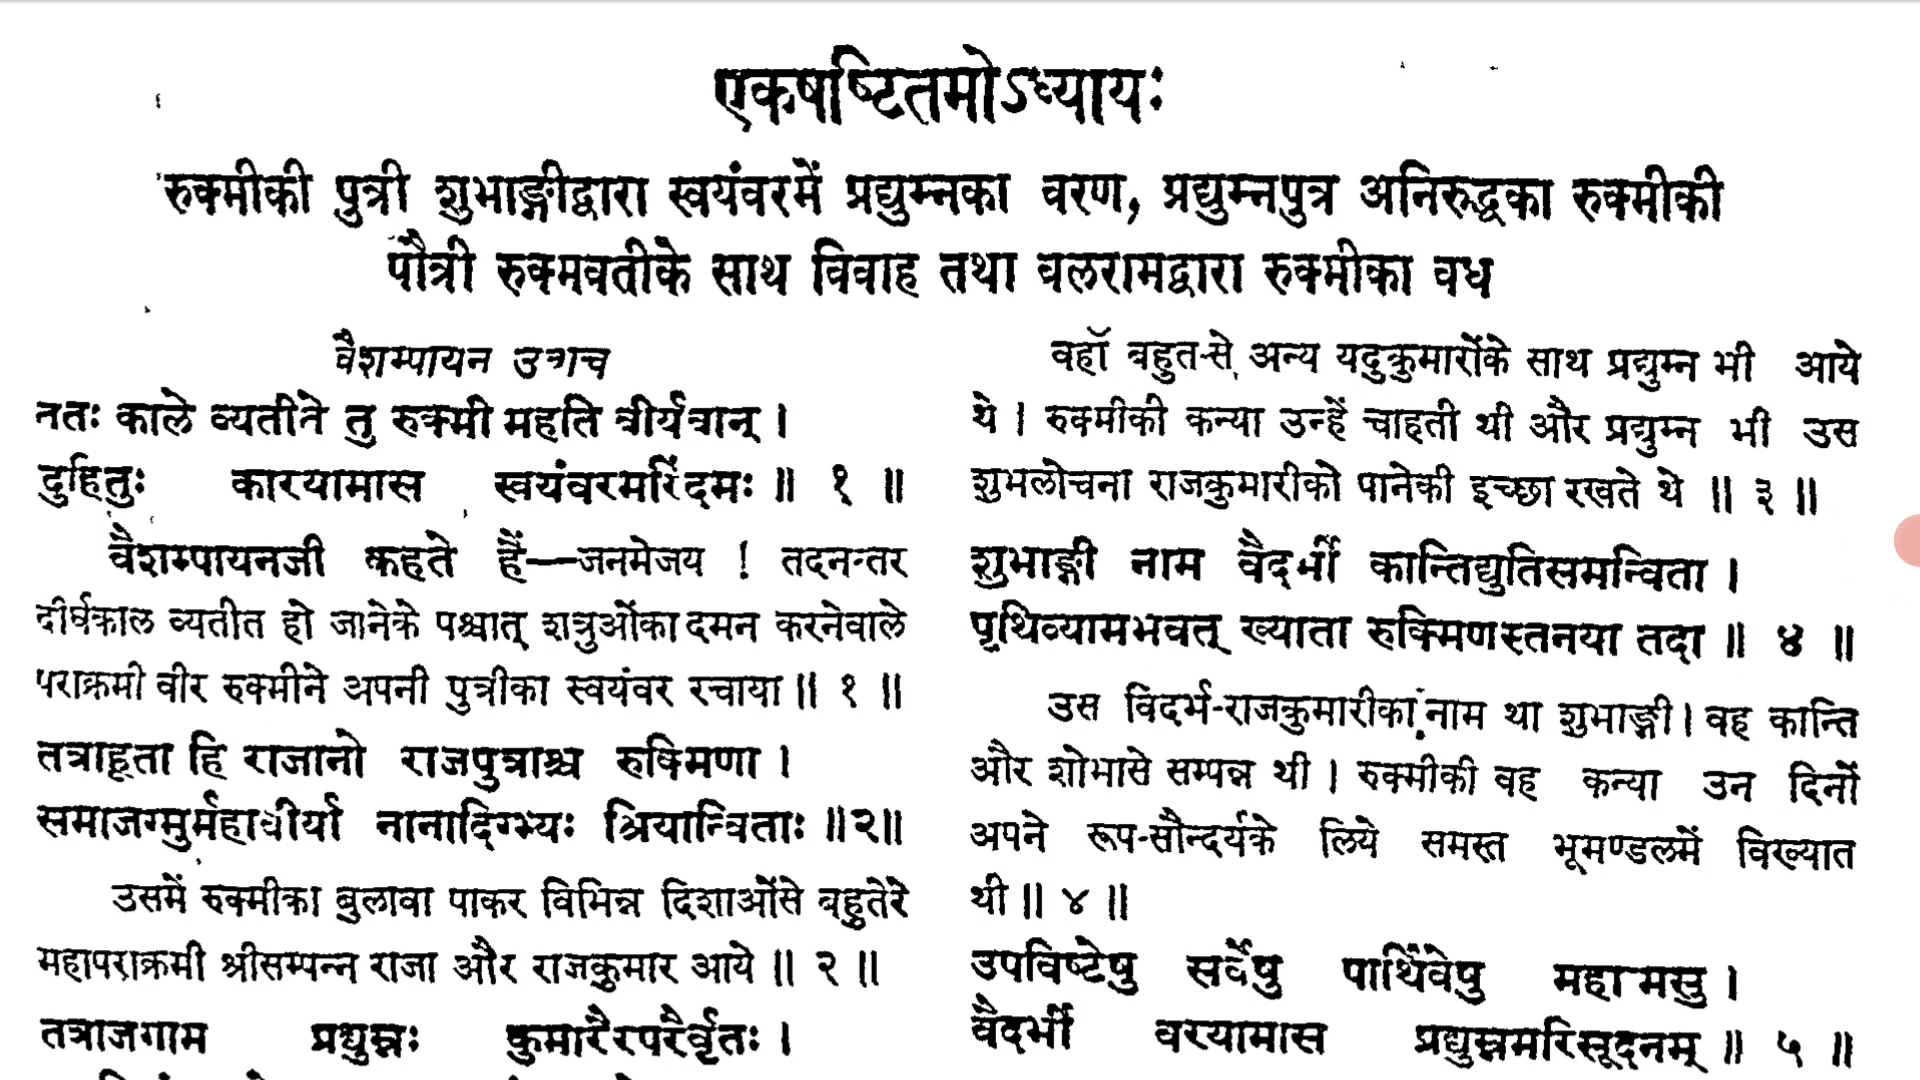 एकषष्टितमोऽध्यायः
रुक्मीकी पुत्री शुभाङ्गीद्वारा स्वयंवरमें प्रद्युम्नका वरण, प्रद्युम्नपुत्र अनिरुद्धका रुक्मीकी
पौत्री रुक्मवतीके साथ विवाह तथा बलरामद्वारा रुक्मीका वध
वैशम्पायन उवाच
ततः काले व्यतीते तु रुक्मी महति वीर्यवान् ।
दुहितुः कारयामास स्वयंवरमरिंदमः ॥ १ ॥
वैशम्पायनजी कहते हैं—जनमेजय ! तदनन्तर
दीर्घकाल व्यतीत हो जानेके पश्चात् शत्रुओंका दमन करनेवाले
पराक्रमी वीर रुक्मीने अपनी पुत्रीका स्वयंवर रचाया ॥ १ ॥
तत्राहूता हि राजानो राजपुत्राश्च रुक्मिणा ।
समाजग्मुर्महावीर्या नानादिग्भ्यः श्रियान्विताः ॥ २ ॥
उसमें रुक्मीका बुलावा पाकर विभिन्न दिशाओंसे बहुतेरे
महापराक्रमी श्रीसम्पन्न राजा और राजकुमार आये ॥ २ ॥
तत्राजगाम प्रद्युम्नः कुमारैरपरैर्वृतः ।
वहाँ बहुत-से अन्य यदुकुमारोंके साथ प्रद्युम्न भी आये
थे । रुक्मीकी कन्या उन्हें चाहती थी और प्रद्युम्न भी उस
शुभलोचना राजकुमारीको पानेकी इच्छा रखते थे ॥ ३ ॥
शुभाङ्गी नाम वैदर्भी कान्तिद्युतिसमन्विता ।
पृथिव्यामभवत् ख्याता रुक्मिणस्तनया तदा ॥ ४ ॥
उस विदर्भ-राजकुमारीका नाम था शुभाङ्गी । वह कान्ति
और शोभासे सम्पन्न थी । रुक्मीकी वह कन्या उन दिनों
अपने रूप-सौन्दर्यके लिये समस्त भूमण्डलमें विख्यात
थी ॥ ४ ॥
उपविष्टेषु सर्वेषु पार्थिवेषु महात्मसु ।
वैदर्भी वरयामास प्रद्युम्नमरिसूदनम् ॥ ५ ॥